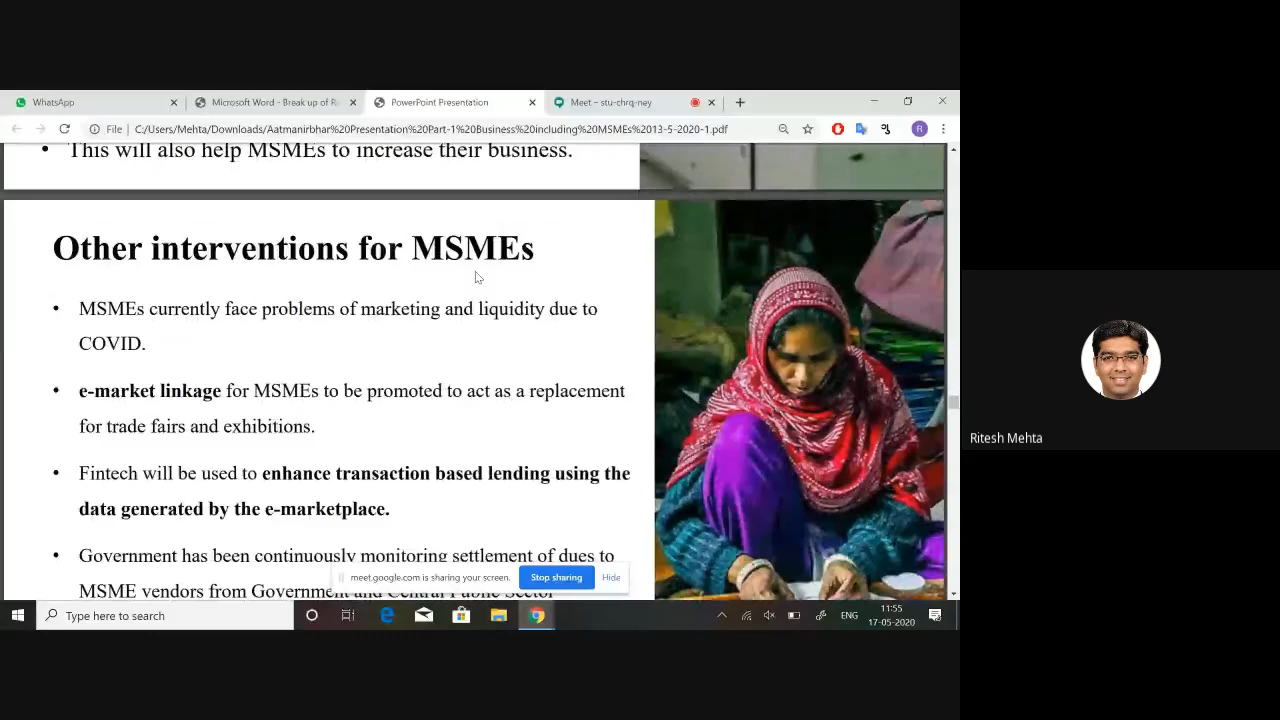 WhatsApp
Microsoft Word - Break up of R
PowerPoint Presentation
Meet – stu-chrq-ney
File
C:/Users/Mehta/Downloads/Aatmanirbhar%20Presentation%20Part-1%20Business%20including%20MSMEs%2013-5-2020-1.pdf
R
• This will also help MSMEs to increase their business.
Other interventions for MSMEs
• MSMEs currently face problems of marketing and liquidity due to
COVID.
• e-market linkage for MSMEs to be promoted to act as a replacement
for trade fairs and exhibitions.
• Fintech will be used to enhance transaction based lending using the
data generated by the e-marketplace.
• Government has been continuously monitoring settlement of dues to
MSME vendors from Government and Central Public Sector
meet.google.com is sharing your screen.
Stop sharing
Hide
Type here to search
ENG
11:55
17-05-2020
Ritesh Mehta